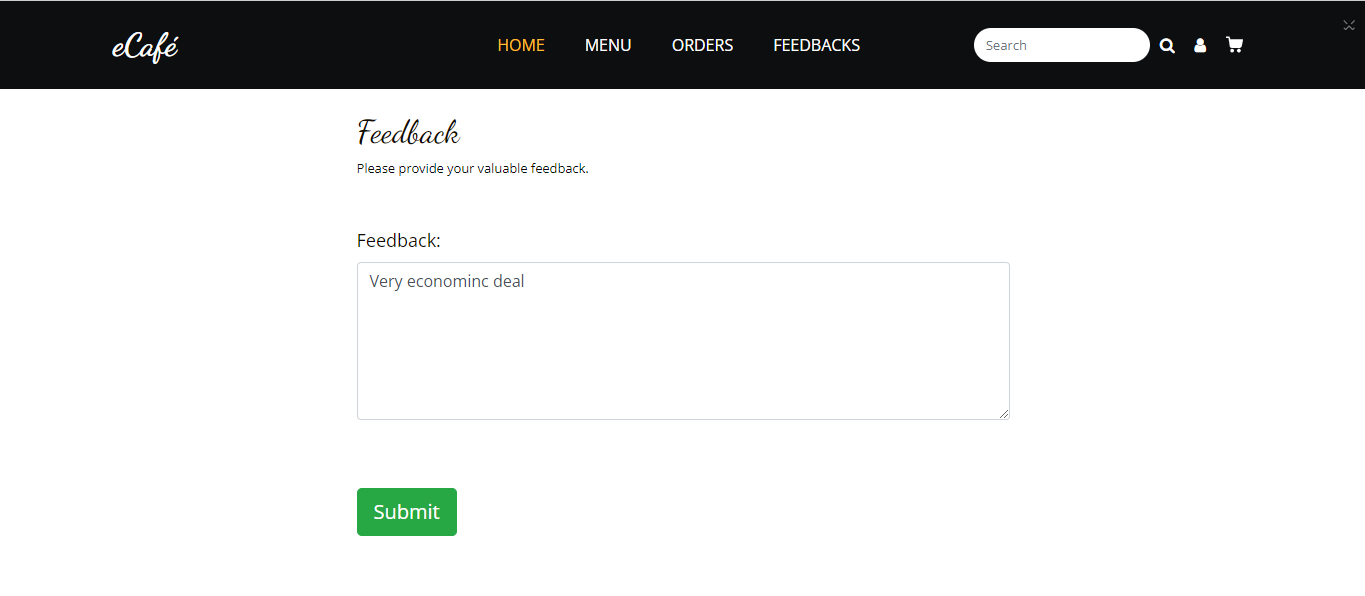 eCafé
HOME MENU ORDERS FEEDBACKS
Search
Feedback
Please provide your valuable feedback.
Feedback:
Very econominc deal
Submit